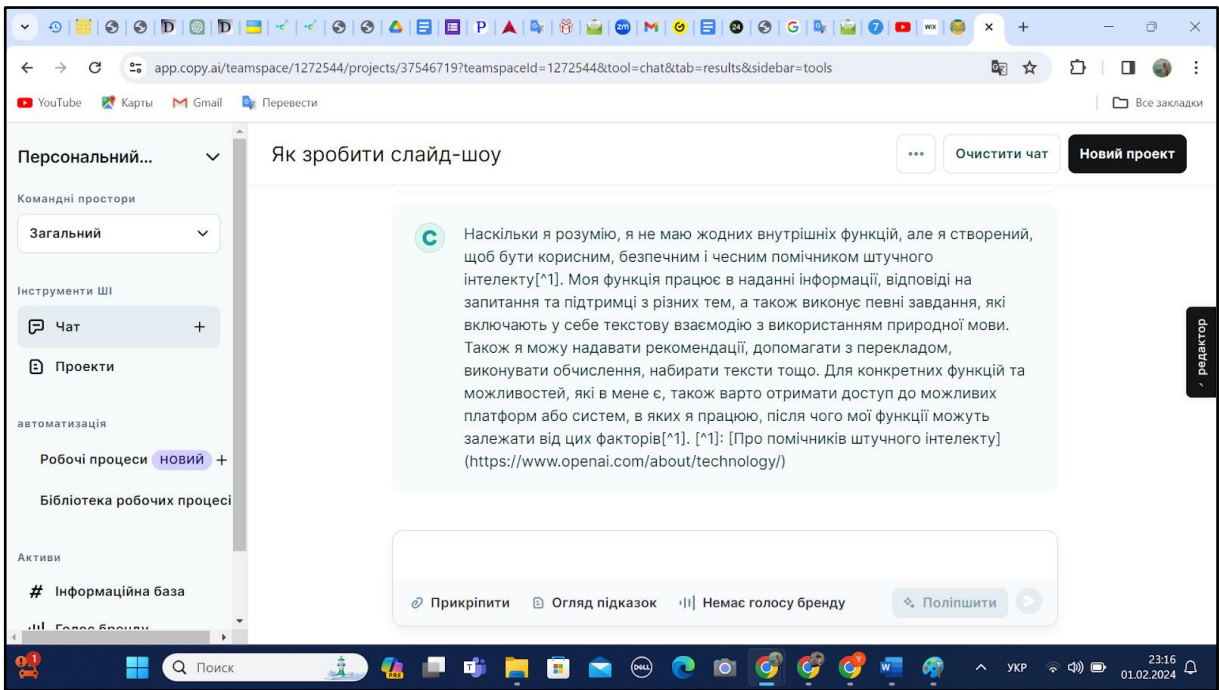 app.copy.ai/teamspace/1272544/projects/37546719?teamspaceId=1272544&tool=chat&tab=results&sidebar=tools
YouTube Карты Gmail Перевести Все закладки
Персональний...
Як зробити слайд-шоу
Очистити чат
Новий проект
Командні простори
Загальний
Інструменти ШІ
Чат
Проекти
автоматизація
Робочі процеси новий +
Бібліотека робочих процесі
Активи
# Інформаційна база
Голос бренду
C
Наскільки я розумію, я не маю жодних внутрішніх функцій, але я створений,
щоб бути корисним, безпечним і чесним помічником штучного
інтелекту[^1]. Моя функція працює в наданні інформації, відповіді на
запитання та підтримці з різних тем, а також виконує певні завдання, які
включають у себе текстову взаємодію з використанням природної мови.
Також я можу надавати рекомендації, допомагати з перекладом,
виконувати обчислення, набирати тексти тощо. Для конкретних функцій та
можливостей, які в мене є, також варто отримати доступ до можливих
платформ або систем, в яких я працюю, після чого мої функції можуть
залежати від цих факторів[^1]. [^1]: [Про помічників штучного інтелекту]
(https://www.openai.com/about/technology/)
редактор
Прикріпити Огляд підказок Немає голосу бренду Поліпшити
Поиск
УКР
23:16
01.02.2024